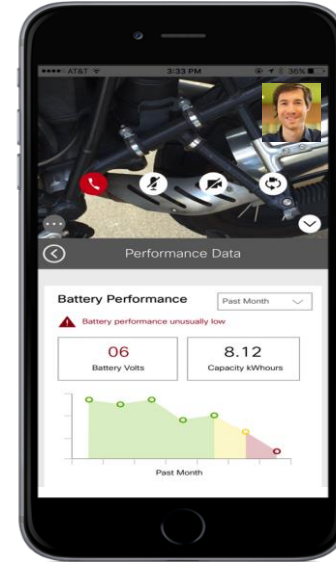 AT&T 3:33 PM 36%
Performance Data
Battery Performance Past Month
Battery performance unusually low
06 8.12
Battery Volts Capacity kWhours
Past Month